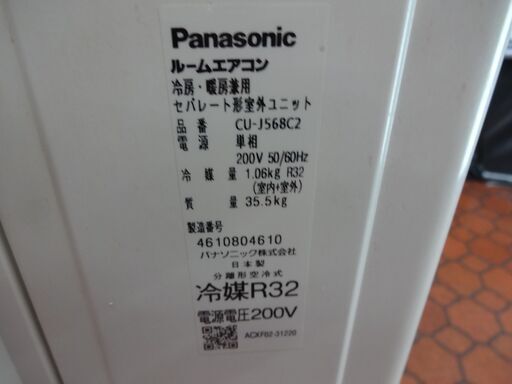 Panasonic
ルームエアコン
冷房・暖房兼用
セパレート形室外ユニット
品番 CU-J568C2
電源 単相
200V 50/60Hz
冷媒量 1.06kg R32
(室内+室外)
質量 35.5kg
製造番号
4610804610
パナソニック株式会社
日本製
分離形空冷式
冷媒R32
電源電圧200V
ACXF02-31220